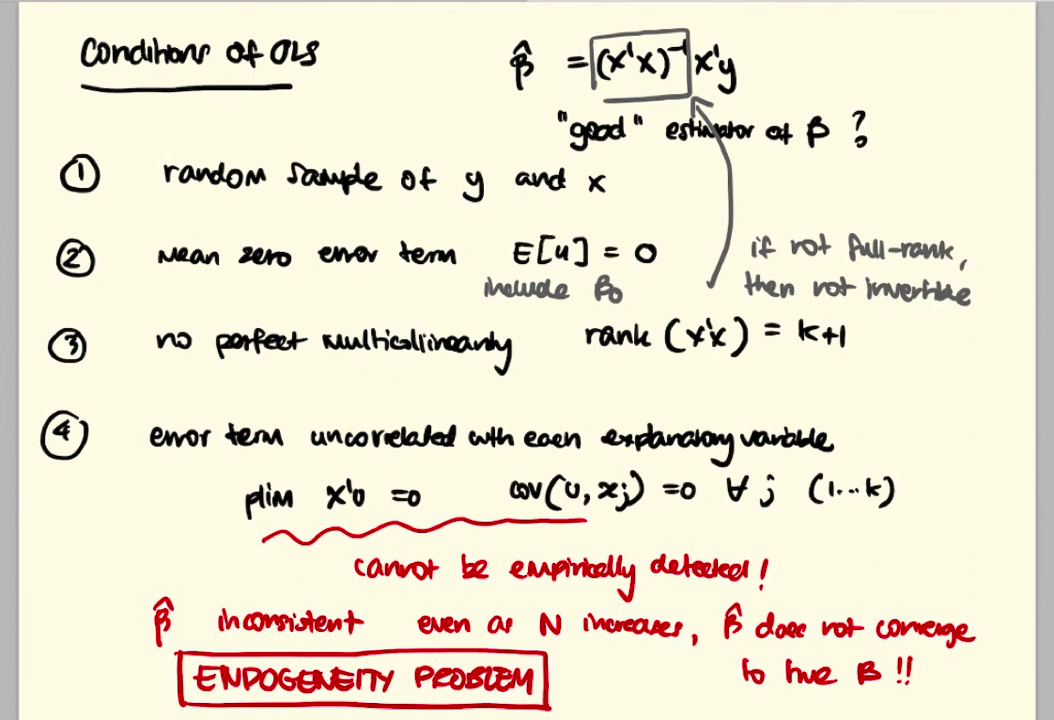 Conditions of OLS
β̂ = (x'x)⁻¹ x'y
"good" estimator of β ?
① random sample of y and x
② mean zero error term E[u] = 0
include β₀
if not full-rank,
then not invertible
③ no perfect multicollinearity rank (x'x) = k+1
④ error term uncorrelated with each explanatory variable
plim x'u = 0 cov(u, xj) = 0 ∀ j (1...k)
cannot be empirically detected!
β̂ inconsistent even as N increases, β̂ does not converge
to true β !!
ENDOGENEITY PROBLEM